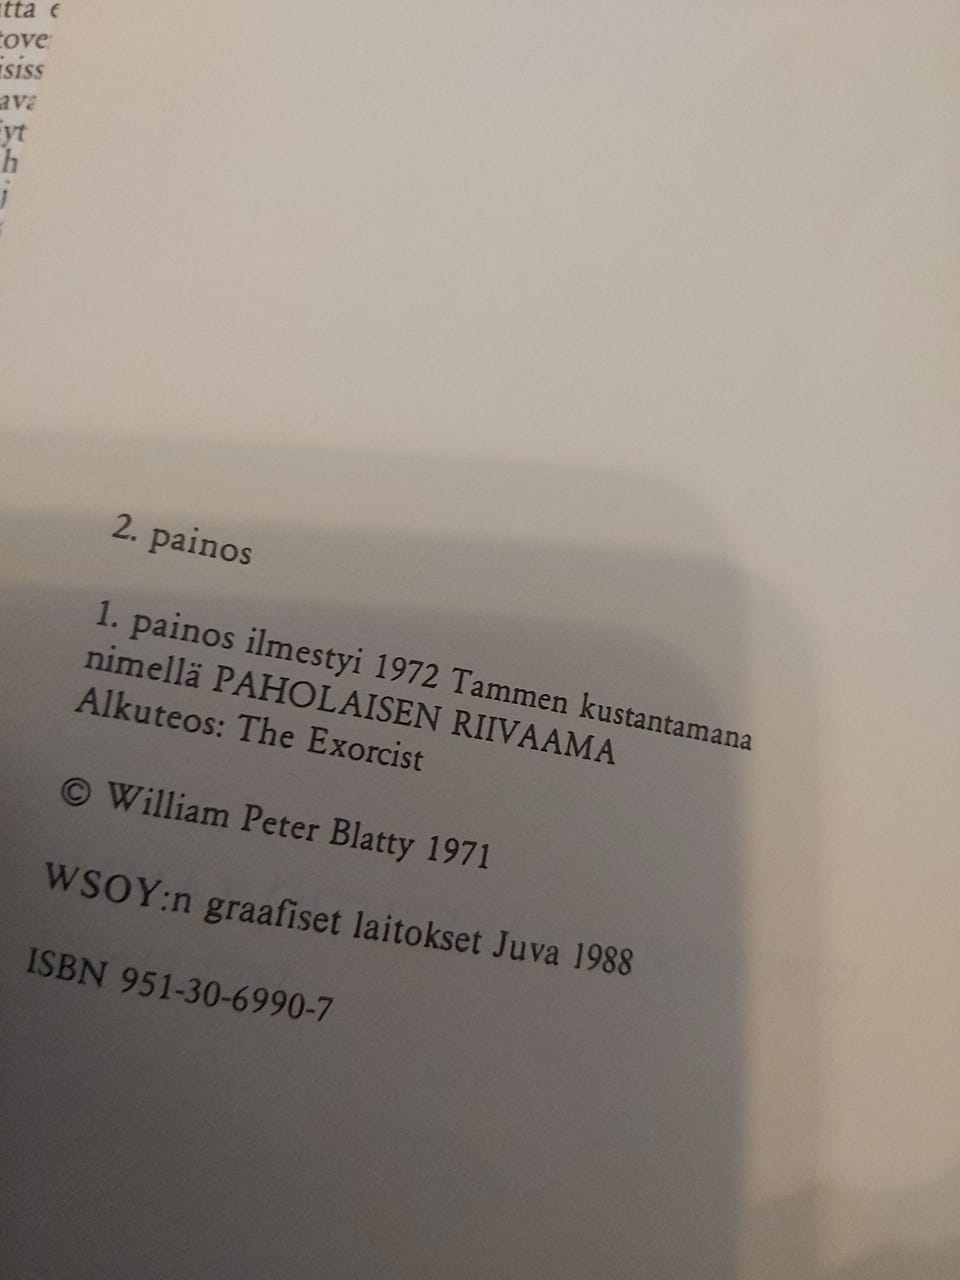 2. painos
1. painos ilmestyi 1972 Tammen kustantamana
nimellä PAHOLAISEN RIIVAAMA
Alkuteos: The Exorcist
© William Peter Blatty 1971
WSOY:n graafiset laitokset Juva 1988
ISBN 951-30-6990-7